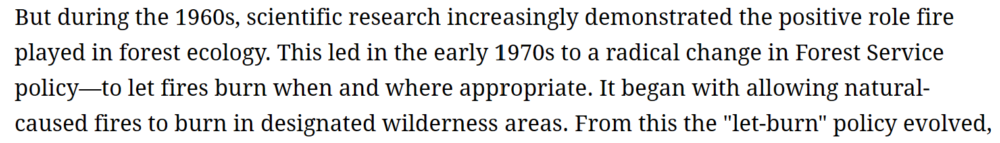 But during the 1960s, scientific research increasingly demonstrated the positive role fire
played in forest ecology. This led in the early 1970s to a radical change in Forest Service
policy—to let fires burn when and where appropriate. It began with allowing natural-
caused fires to burn in designated wilderness areas. From this the "let-burn" policy evolved,